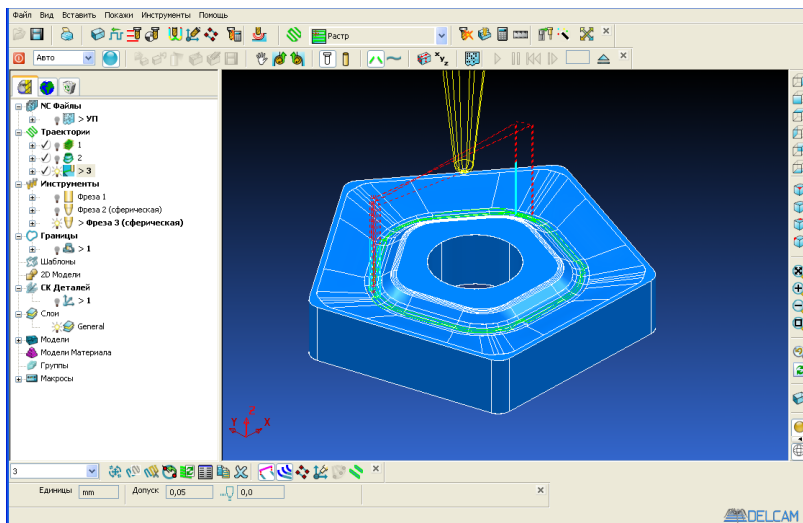 Файл Вид Вставить Покажи Инструменты Помощь
Растр
Авто
NC Файлы
> УП
Траектории
1
2
> 3
Инструменты
Фреза 1
Фреза 2 (сферическая)
> Фреза 3 (сферическая)
Границы
> 1
Шаблоны
2D Модели
СК Деталей
> 1
Слои
General
Модели
Модели Материала
Группы
Макросы
Z
Y X
3
Единицы mm Допуск 0,05 0,0
DELCAM